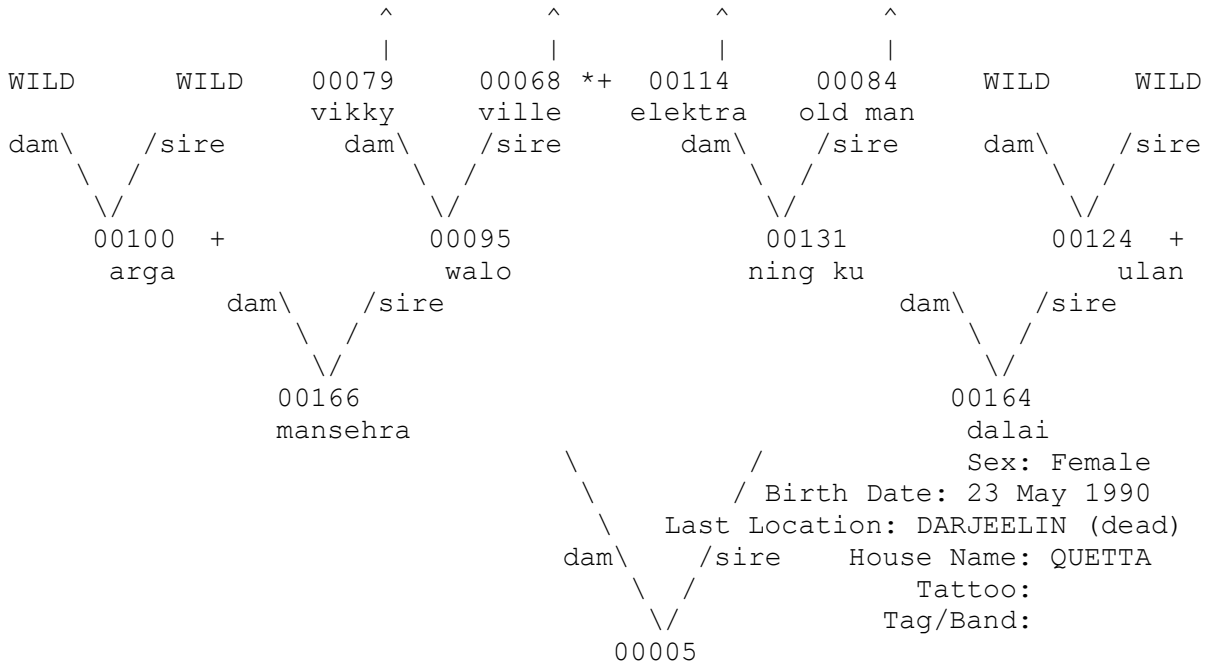 ^ ^ ^ ^
| | | |
WILD WILD 00079 00068 *+ 00114 00084 WILD WILD
vikky ville elektra old man
dam\ /sire dam\ /sire dam\ /sire dam\ /sire
\ / \ / \ / \ /
\/ \/ \/ \/
00100 + 00095 00131 00124 +
arga walo ning ku ulan
dam\ /sire dam\ /sire
\ / \ /
\/ \/
00166 00164
mansehra dalai
\ / Sex: Female
\ / Birth Date: 23 May 1990
\ Last Location: DARJEELIN (dead)
dam\ /sire House Name: QUETTA
\ / Tattoo:
\/ Tag/Band:
00005